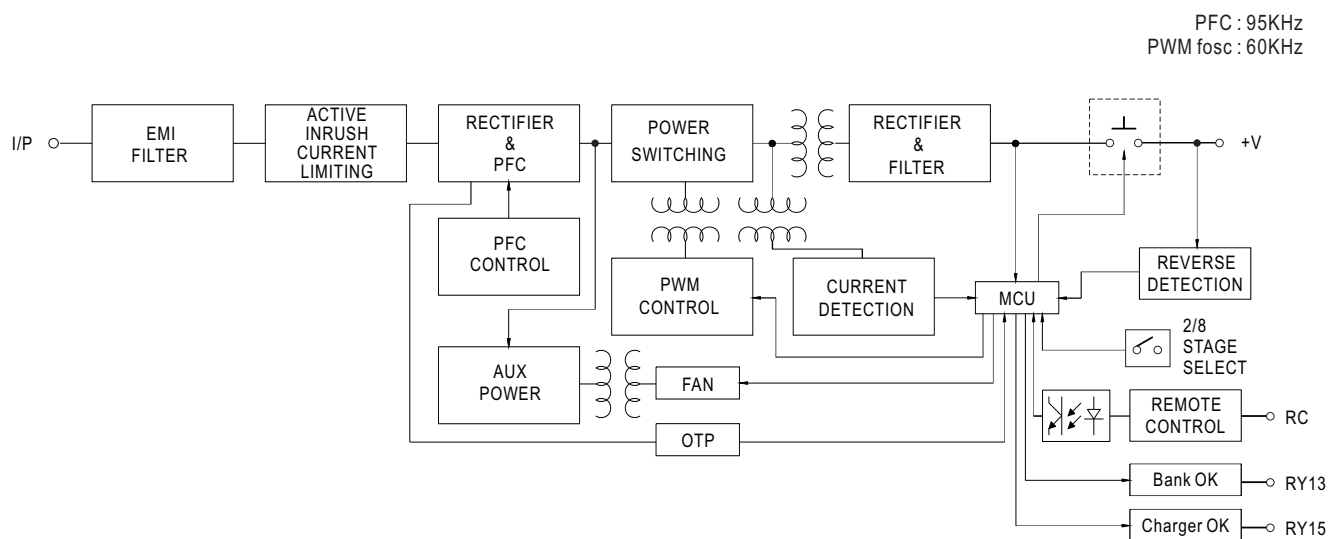 PFC : 95KHz
PWM fosc : 60KHz
I/P
EMI
FILTER
ACTIVE
INRUSH
CURRENT
LIMITING
RECTIFIER
&
PFC
POWER
SWITCHING
RECTIFIER
&
FILTER
+V
PFC
CONTROL
PWM
CONTROL
CURRENT
DETECTION
MCU
REVERSE
DETECTION
2/8
STAGE
SELECT
AUX
POWER
FAN
OTP
REMOTE
CONTROL
RC
Bank OK
RY13
Charger OK
RY15